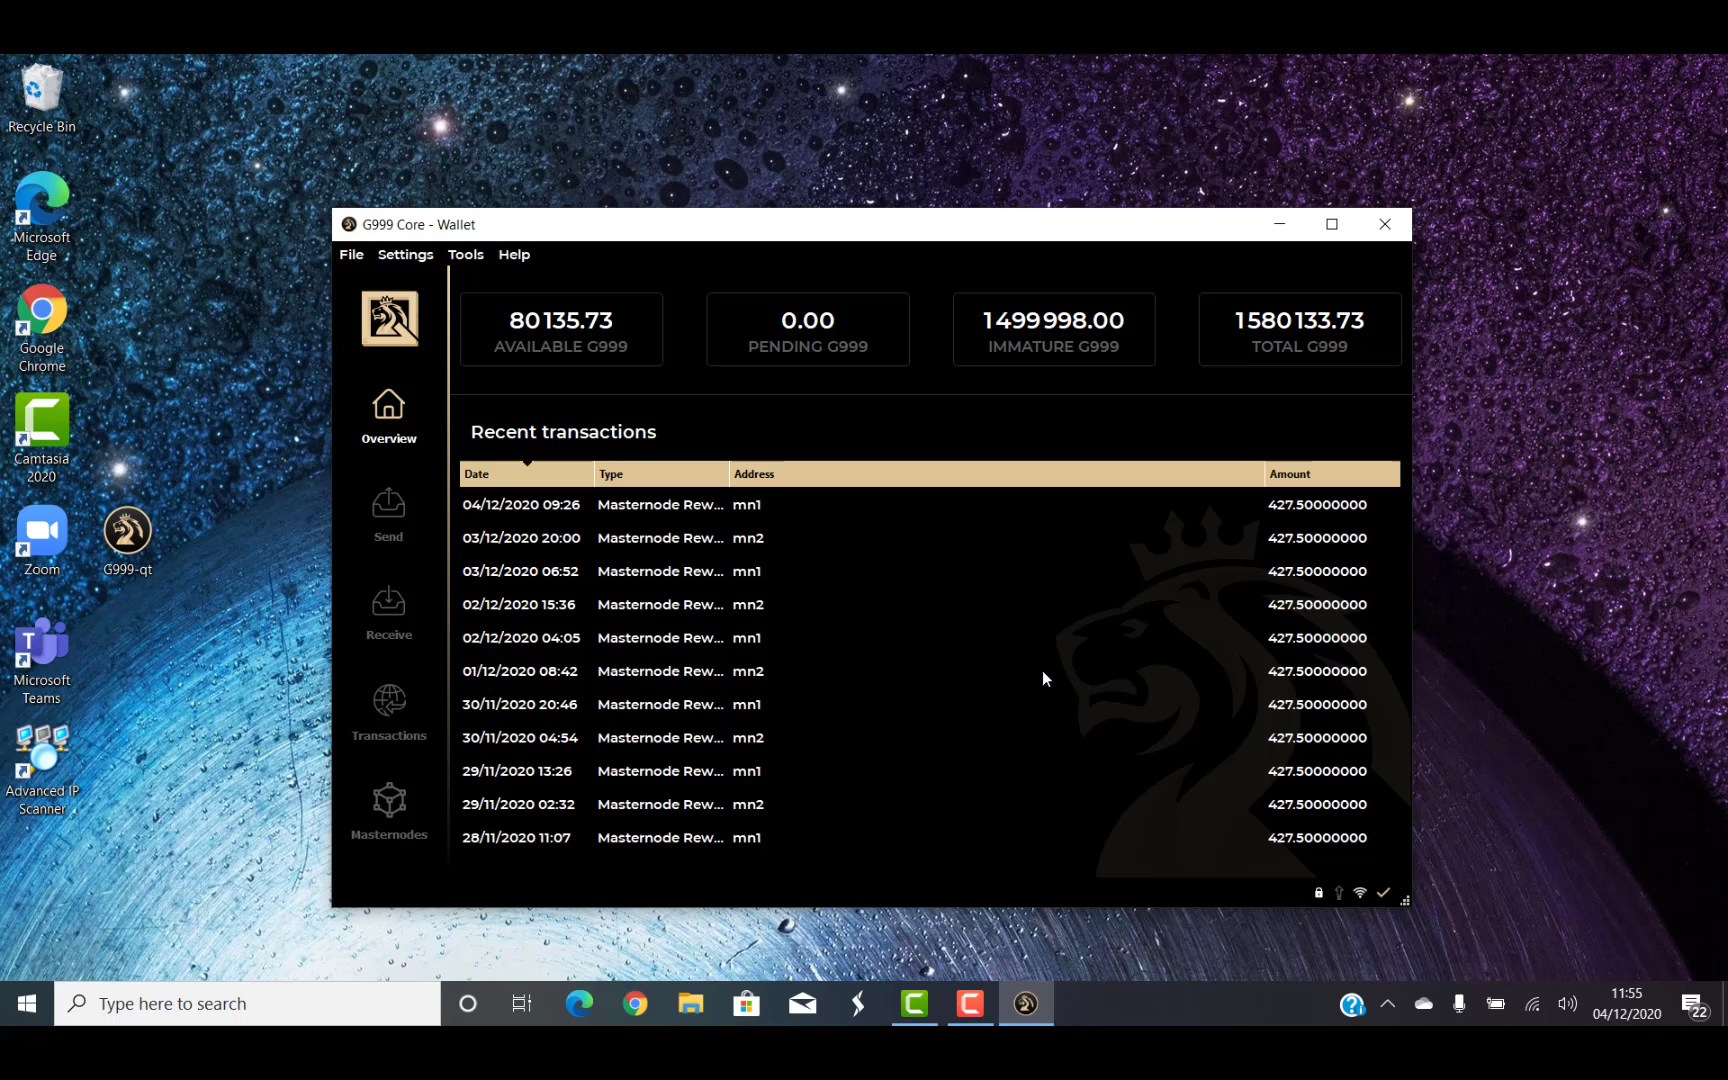 Recycle Bin
Microsoft
Edge
Google
Chrome
Camtasia
2020
Zoom
G999-qt
Microsoft
Teams
Advanced IP
Scanner
G999 Core - Wallet
File Settings Tools Help
80 135.73
AVAILABLE G999
0.00
PENDING G999
1 499 998.00
IMMATURE G999
1 580 133.73
TOTAL G999
Overview
Send
Receive
Transactions
Masternodes
Recent transactions
Date Type Address Amount
04/12/2020 09:26 Masternode Rew... mn1 427.50000000
03/12/2020 20:00 Masternode Rew... mn2 427.50000000
03/12/2020 06:52 Masternode Rew... mn1 427.50000000
02/12/2020 15:36 Masternode Rew... mn2 427.50000000
02/12/2020 04:05 Masternode Rew... mn1 427.50000000
01/12/2020 08:42 Masternode Rew... mn2 427.50000000
30/11/2020 20:46 Masternode Rew... mn1 427.50000000
30/11/2020 04:54 Masternode Rew... mn2 427.50000000
29/11/2020 13:26 Masternode Rew... mn1 427.50000000
29/11/2020 02:32 Masternode Rew... mn2 427.50000000
28/11/2020 11:07 Masternode Rew... mn1 427.50000000
Type here to search
11:55
04/12/2020
22